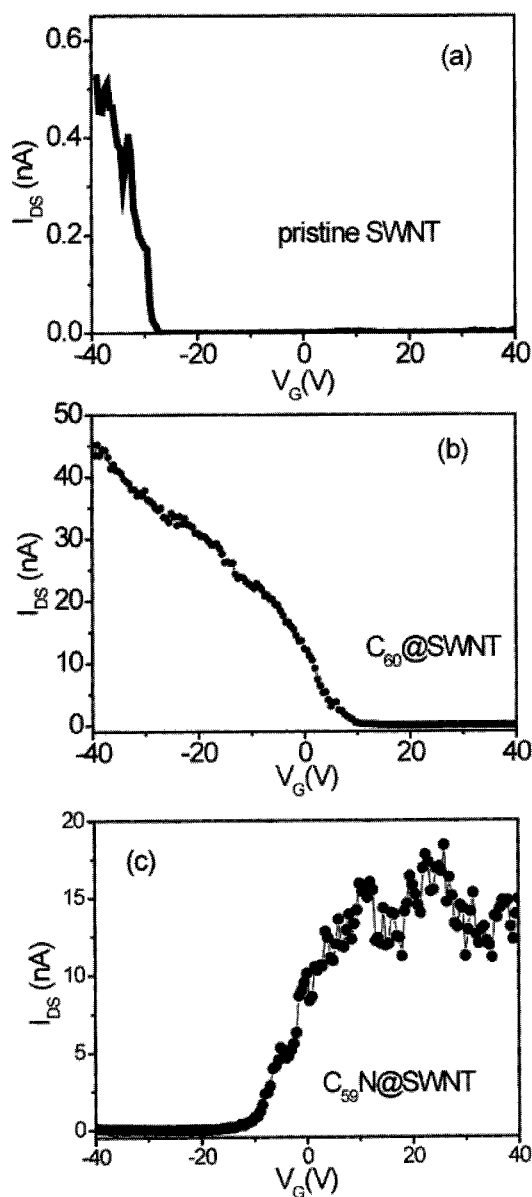 (a)
0.6
0.4
0.2
0.0
I_DS (nA)
pristine SWNT
-40 -20 0 20 40
V_G(V)
(b)
50
40
30
20
10
0
I_DS (nA)
C_60@SWNT
-40 -20 0 20 40
V_G(V)
(c)
20
15
10
5
0
I_DS (nA)
C_59N@SWNT
-40 -20 0 20 40
V_G(V)